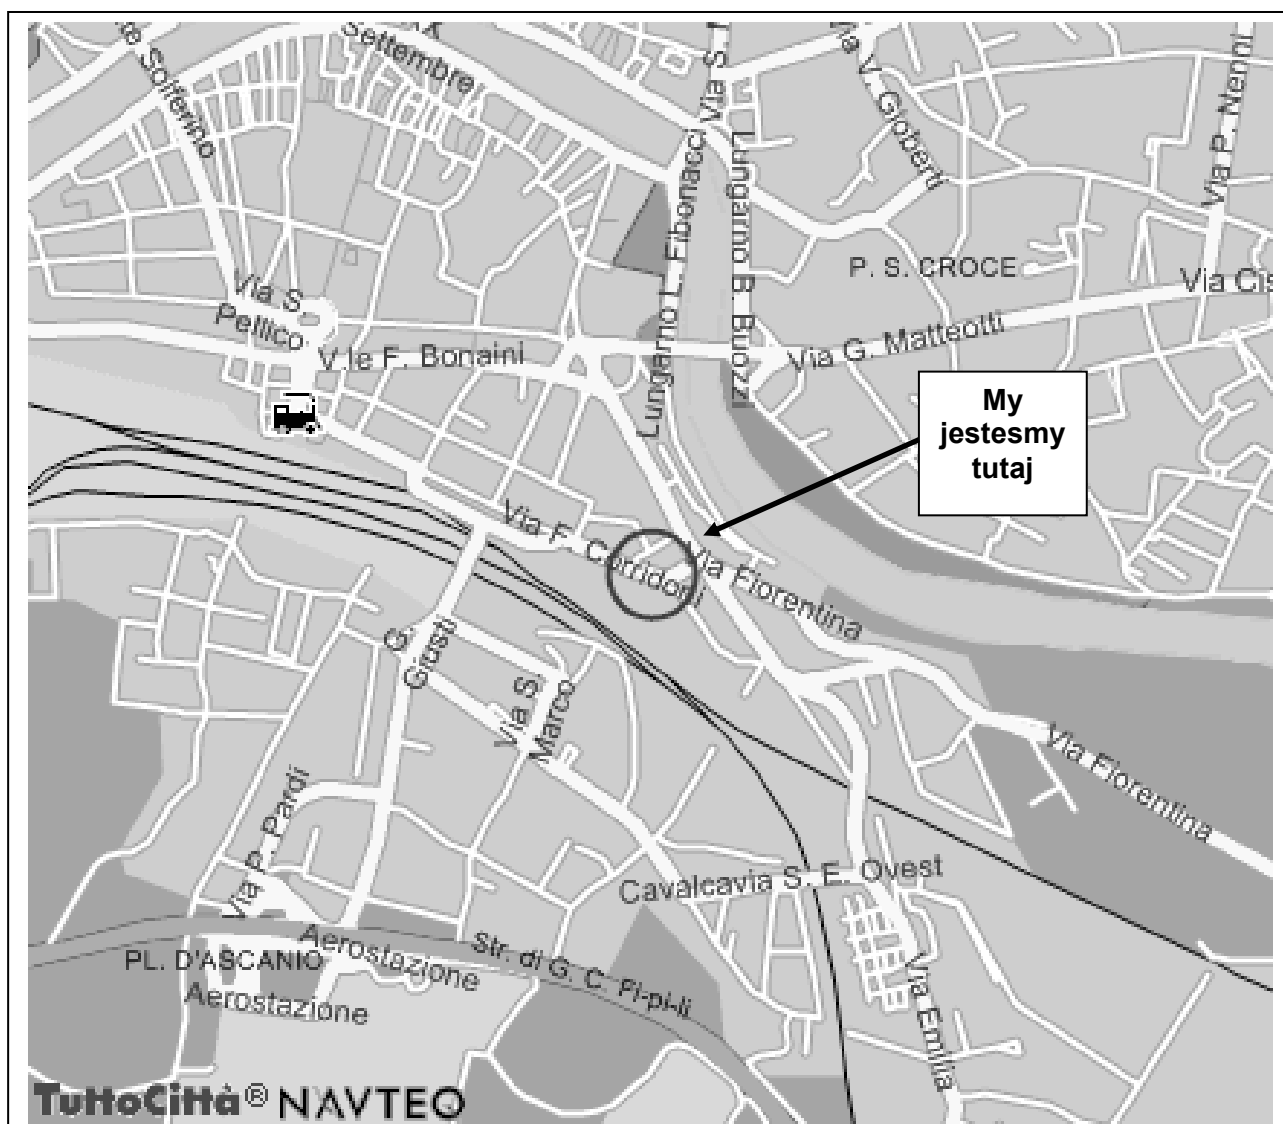 Settembre
Via S.
Via V. Gioberti
Via P. Nenni
Solferino
Lungarno L. Fibonacci
Lungarno B. Buozzi
P. S. CROCE
Via S.
Pellico
Via Cis
V.le F. Bonaini
Via G. Matteotti
My
jestesmy
tutaj
Via F. Corridoni
Via Fiorentina
G.
Giusti
Via S.
Marco
Via Fiorentina
Via P. Pardi
Cavalcavia S. E. Ovest
Aerostazione
Str. di G. C. Pi-pi-li
PL. D'ASCANIO
Aerostazione
Via Emilia
TuttoCittà® NAVTEQ